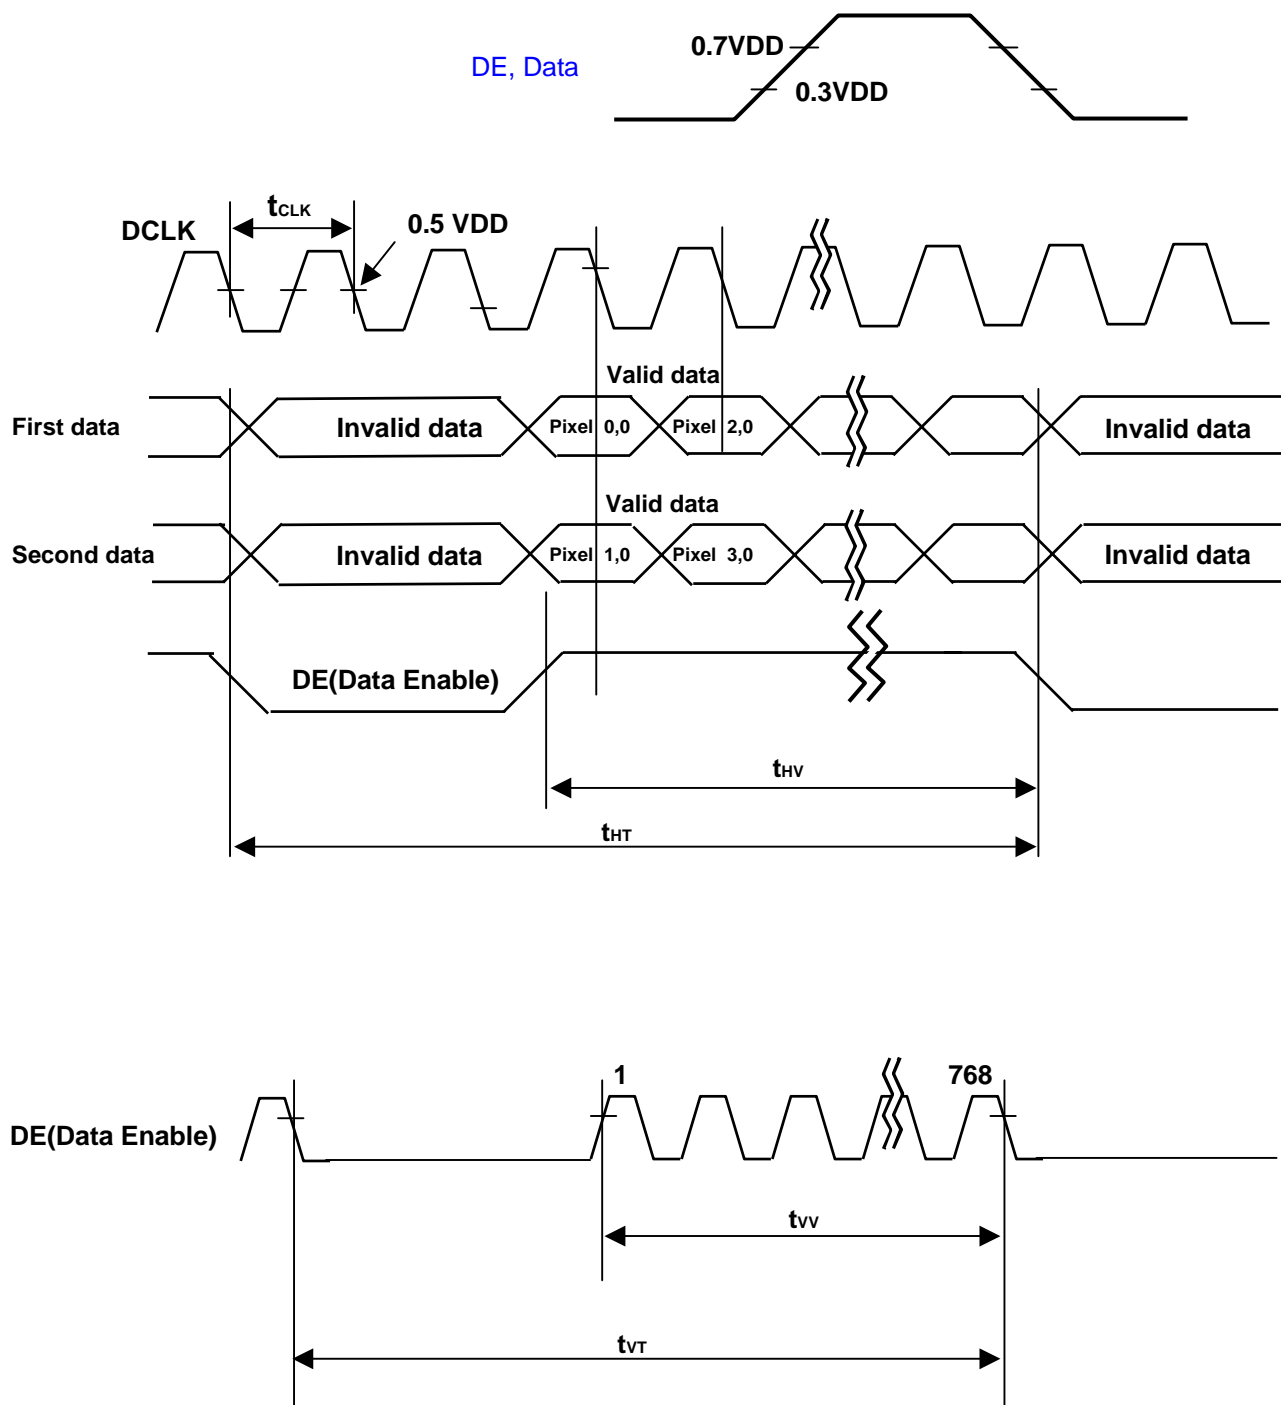 0.7VDD
DE, Data
0.3VDD
tCLK
DCLK
0.5 VDD
Valid data
First data
Invalid data
Pixel 0,0
Pixel 2,0
Invalid data
Valid data
Second data
Invalid data
Pixel 1,0
Pixel 3,0
Invalid data
DE(Data Enable)
tHV
tHT
1
768
DE(Data Enable)
tVV
tVT